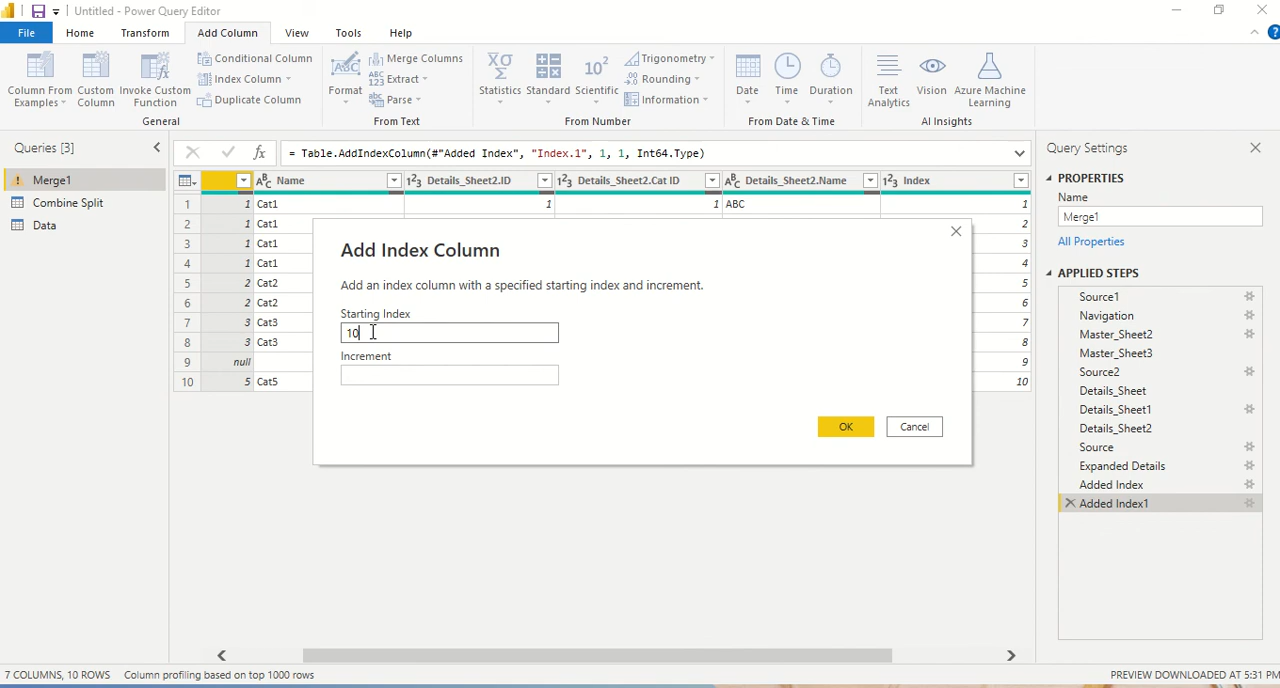 Untitled - Power Query Editor
File Home Transform Add Column View Tools Help
Column From Examples
Custom Column
Invoke Custom Function
Conditional Column
Index Column
Duplicate Column
General
Format
Merge Columns
Extract
Parse
From Text
Statistics
Standard
Scientific
Trigonometry
Rounding
Information
From Number
Date
Time
Duration
From Date & Time
Text Analytics
Vision
Azure Machine Learning
AI Insights
Queries [3]
Merge1
Combine Split
Data
= Table.AddIndexColumn(#"Added Index", "Index.1", 1, 1, Int64.Type)
Name Details_Sheet2.ID Details_Sheet2.Cat ID Details_Sheet2.Name Index
1 1 Cat1 1 1 ABC 1
2 1 Cat1 2
3 1 Cat1 3
4 1 Cat1 4
5 2 Cat2 5
6 2 Cat2 6
7 3 Cat3 7
8 3 Cat3 8
9 null 9
10 5 Cat5 10
Add Index Column
Add an index column with a specified starting index and increment.
Starting Index
10
Increment
OK Cancel
Query Settings
PROPERTIES
Name
Merge1
All Properties
APPLIED STEPS
Source1
Navigation
Master_Sheet2
Master_Sheet3
Source2
Details_Sheet
Details_Sheet1
Details_Sheet2
Source
Expanded Details
Added Index
Added Index1
7 COLUMNS, 10 ROWS Column profiling based on top 1000 rows
PREVIEW DOWNLOADED AT 5:31 PM